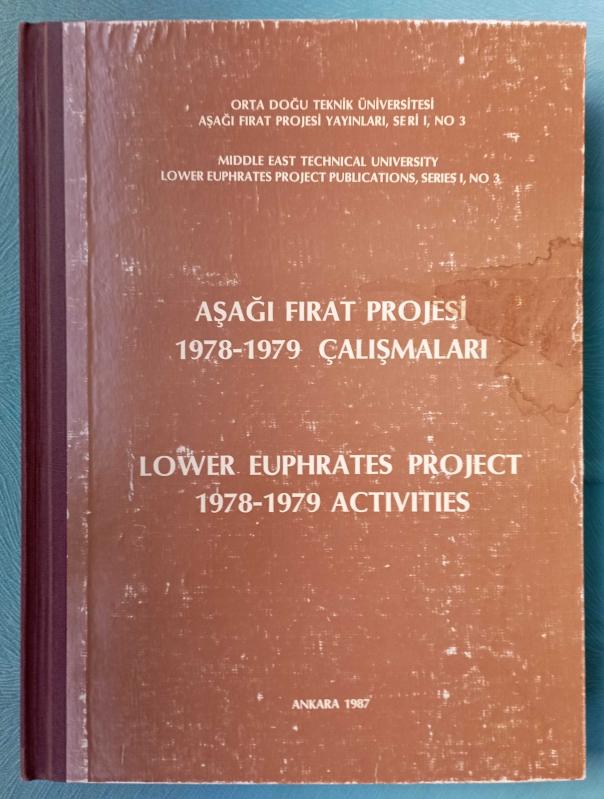 ORTA DOĞU TEKNİK ÜNİVERSİTESİ
AŞAĞI FIRAT PROJESİ YAYINLARI, SERİ I, NO 3
MIDDLE EAST TECHNICAL UNIVERSITY
LOWER EUPHRATES PROJECT PUBLICATIONS, SERIES I, NO 3
AŞAĞI FIRAT PROJESİ
1978-1979 ÇALIŞMALARI
LOWER EUPHRATES PROJECT
1978-1979 ACTIVITIES
ANKARA 1987